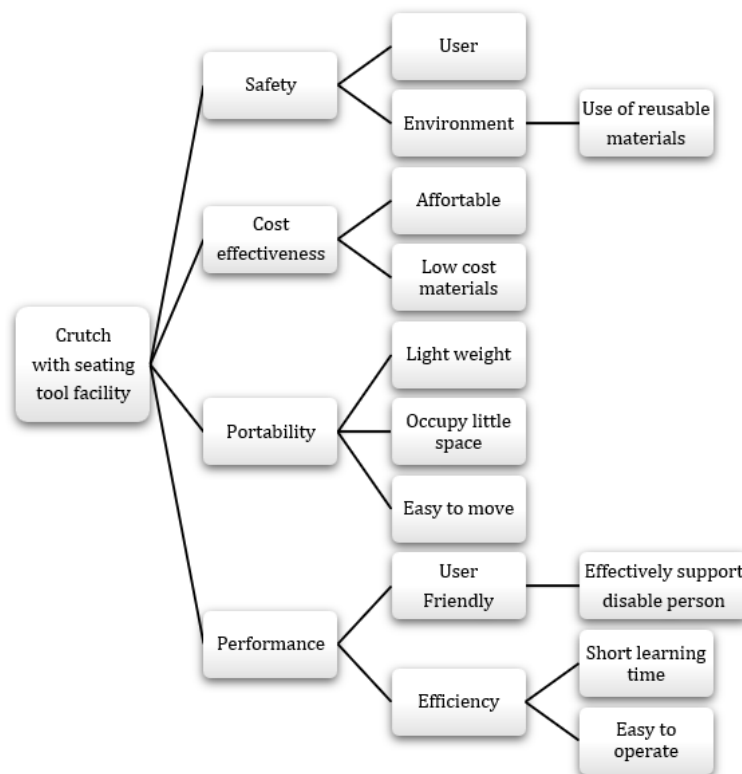 Crutch
with seating
tool facility
Safety
User
Environment
Use of reusable
materials
Cost
effectiveness
Affortable
Low cost
materials
Portability
Light weight
Occupy little
space
Easy to move
Performance
User
Friendly
Effectively support
disable person
Efficiency
Short learning
time
Easy to
operate